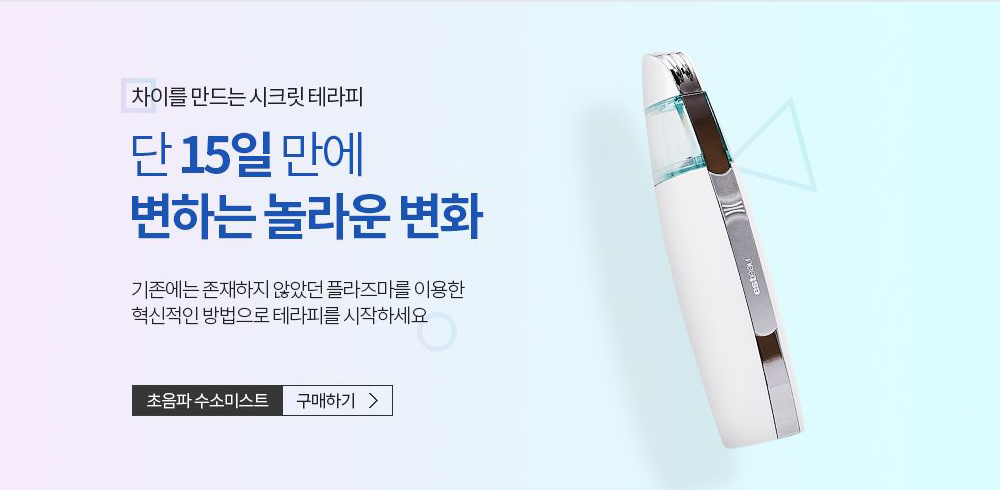 차이를 만드는 시크릿 테라피
단 15일 만에
변하는 놀라운 변화
기존에는 존재하지 않았던 플라즈마를 이용한
혁신적인 방법으로 테라피를 시작하세요
초음파 수소미스트 구매하기 >